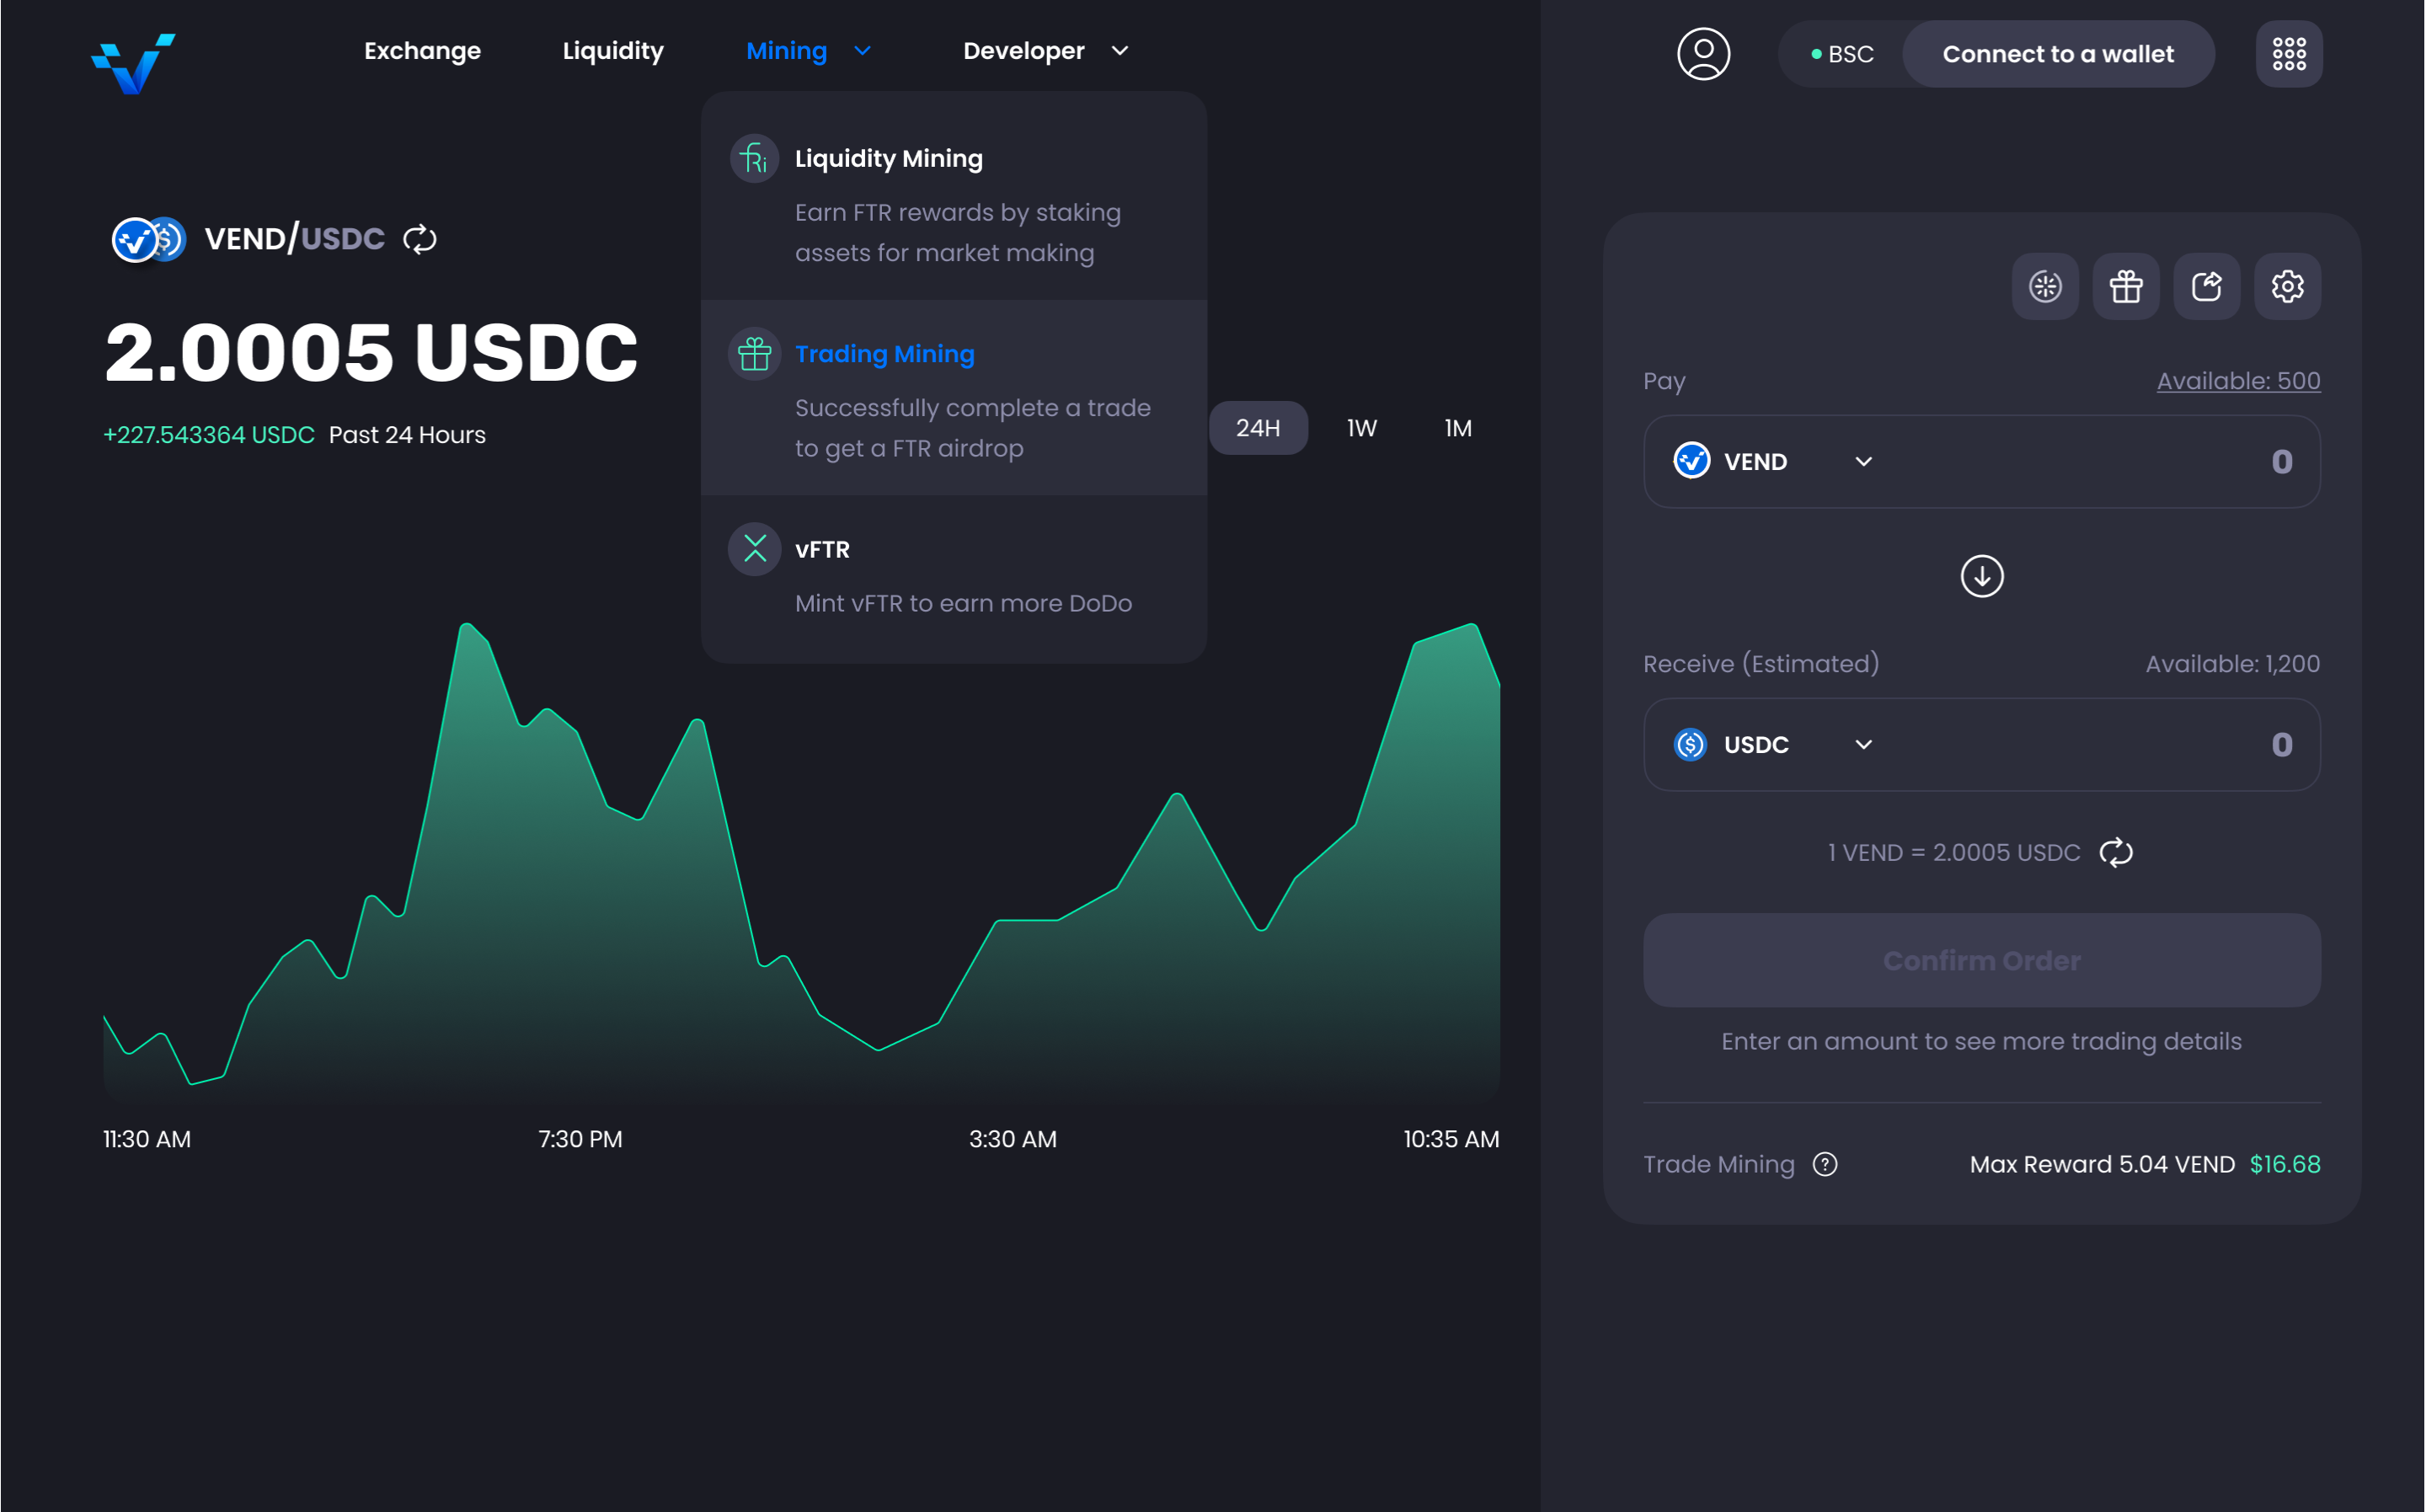 Exchange
Liquidity
Mining
Developer
BSC
Connect to a wallet
Liquidity Mining
Earn FTR rewards by staking
assets for market making
Trading Mining
Successfully complete a trade
to get a FTR airdrop
vFTR
Mint vFTR to earn more DoDo
VEND/USDC
2.0005 USDC
+227.543364 USDC Past 24 Hours
24H
1W
1M
11:30 AM
7:30 PM
3:30 AM
10:35 AM
Pay
Available: 500
VEND
0
Receive (Estimated)
Available: 1,200
USDC
0
1 VEND = 2.0005 USDC
Confirm Order
Enter an amount to see more trading details
Trade Mining
Max Reward 5.04 VEND $16.68